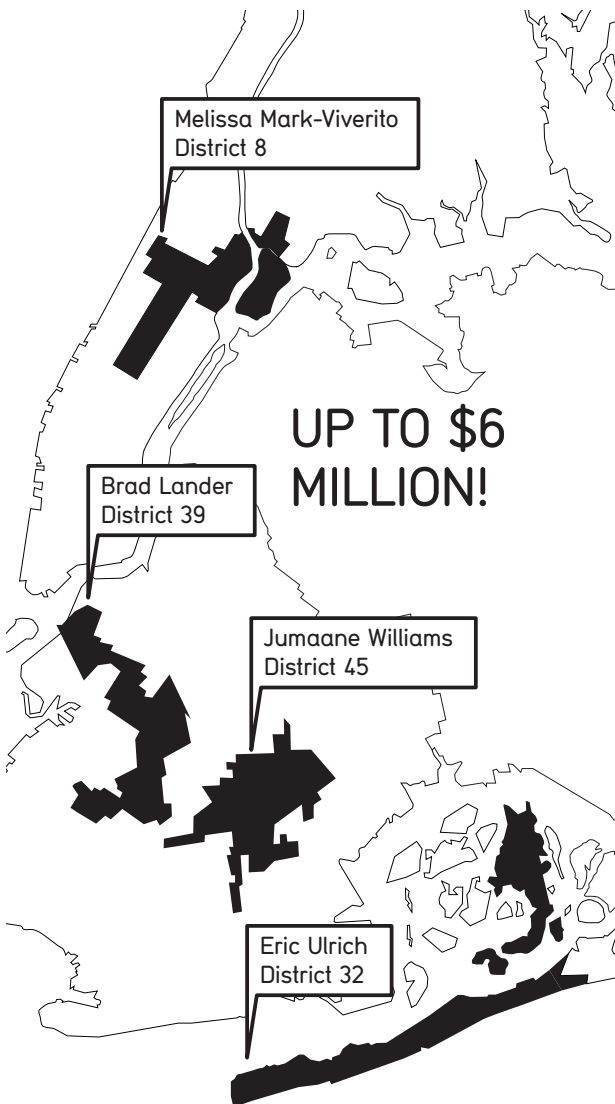 Melissa Mark-Viverito
District 8
UP TO $6
MILLION!
Brad Lander
District 39
Jumaane Williams
District 45
Eric Ulrich
District 32